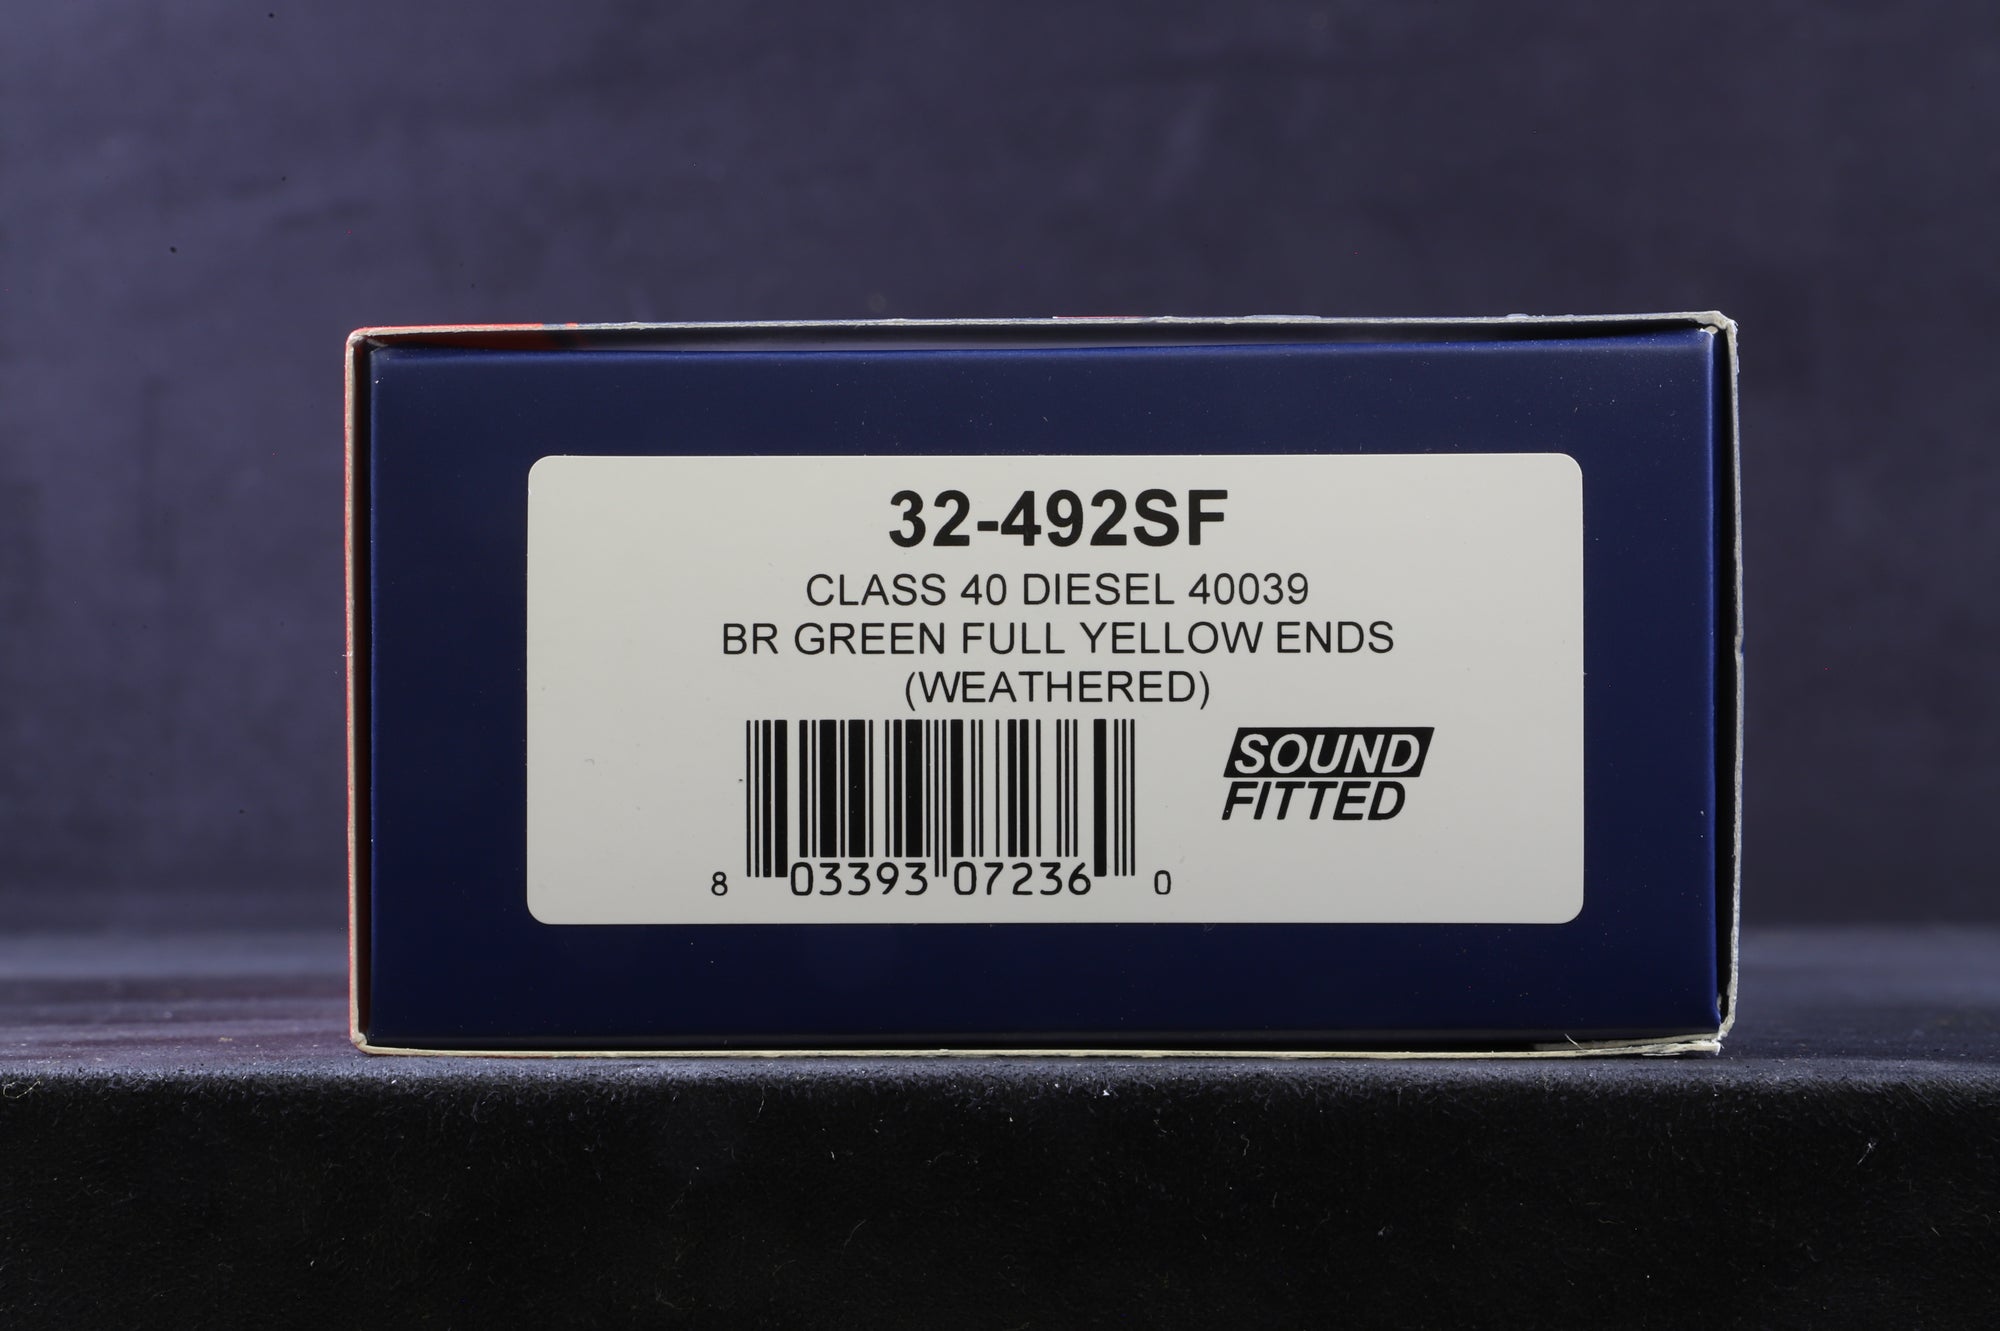 32-492SF
CLASS 40 DIESEL 40039
BR GREEN FULL YELLOW ENDS
(WEATHERED)
SOUND
FITTED
8 03393 07236 0